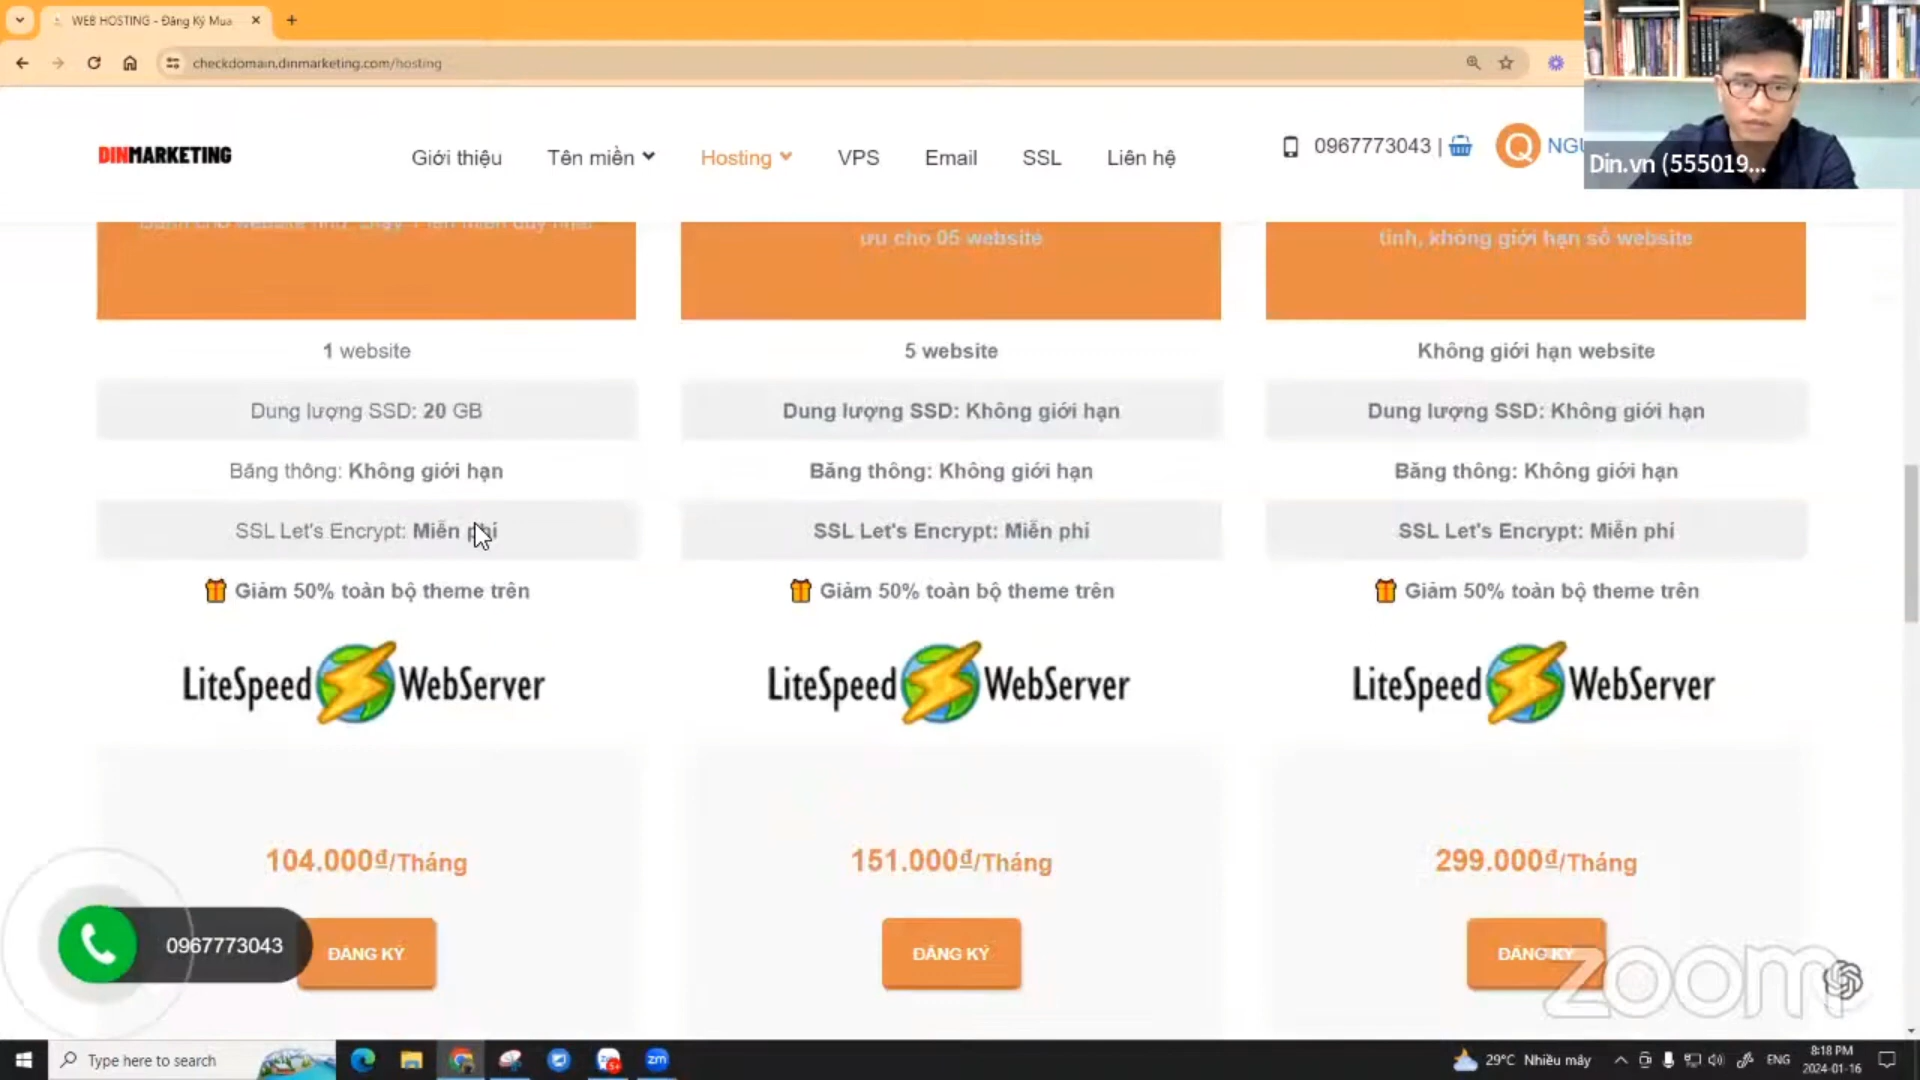 WEB HOSTING - Đăng Ký Mua
checkdomain.dinmarketing.com/hosting
DINMARKETING
Giới thiệu
Tên miền
Hosting
VPS
Email
SSL
Liên hệ
0967773043 |
Q
NGU
Din.vn (555019...
ưu cho 05 website
tính, không giới hạn số website
1 website
5 website
Không giới hạn website
Dung lượng SSD: 20 GB
Dung lượng SSD: Không giới hạn
Dung lượng SSD: Không giới hạn
Băng thông: Không giới hạn
Băng thông: Không giới hạn
Băng thông: Không giới hạn
SSL Let's Encrypt: Miễn phí
SSL Let's Encrypt: Miễn phí
SSL Let's Encrypt: Miễn phí
Giảm 50% toàn bộ theme trên
Giảm 50% toàn bộ theme trên
Giảm 50% toàn bộ theme trên
LiteSpeed WebServer
LiteSpeed WebServer
LiteSpeed WebServer
104.000₫/Tháng
151.000₫/Tháng
299.000₫/Tháng
0967773043
ĐĂNG KÝ
ĐĂNG KÝ
ĐĂNG KÝ
zoom
Type here to search
zm
29°C Nhiều mây
ENG
8:18 PM
2024-01-16